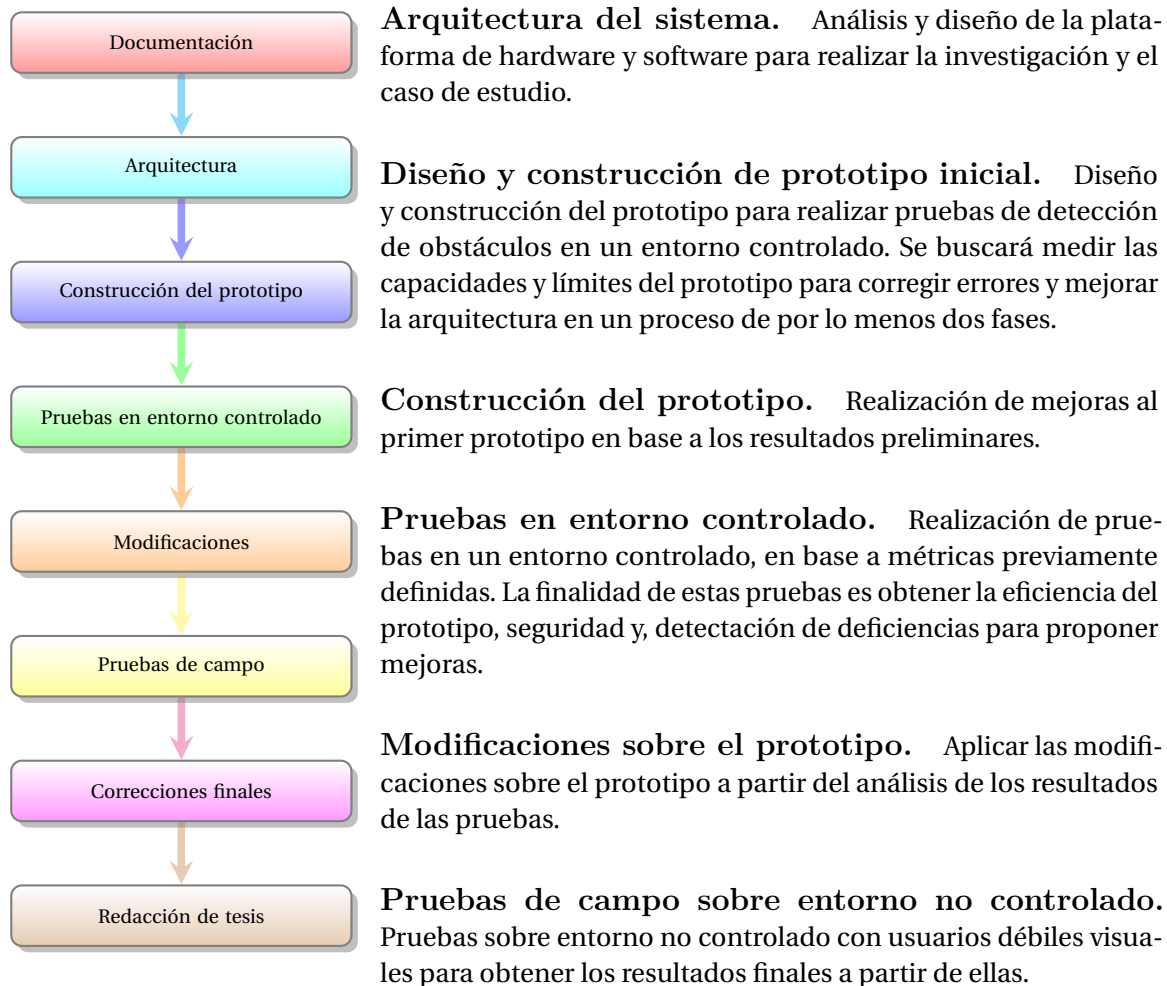 Documentación
Arquitectura
Construcción del prototipo
Pruebas en entorno controlado
Modificaciones
Pruebas de campo
Correcciones finales
Redacción de tesis
Arquitectura del sistema. Análisis y diseño de la plata-
forma de hardware y software para realizar la investigación y el
caso de estudio.
Diseño y construcción de prototipo inicial. Diseño
y construcción del prototipo para realizar pruebas de detección
de obstáculos en un entorno controlado. Se buscará medir las
capacidades y límites del prototipo para corregir errores y mejorar
la arquitectura en un proceso de por lo menos dos fases.
Construcción del prototipo. Realización de mejoras al
primer prototipo en base a los resultados preliminares.
Pruebas en entorno controlado. Realización de prue-
bas en un entorno controlado, en base a métricas previamente
definidas. La finalidad de estas pruebas es obtener la eficiencia del
prototipo, seguridad y, detectación de deficiencias para proponer
mejoras.
Modificaciones sobre el prototipo. Aplicar las modifi-
caciones sobre el prototipo a partir del análisis de los resultados
de las pruebas.
Pruebas de campo sobre entorno no controlado.
Pruebas sobre entorno no controlado con usuarios débiles visua-
les para obtener los resultados finales a partir de ellas.